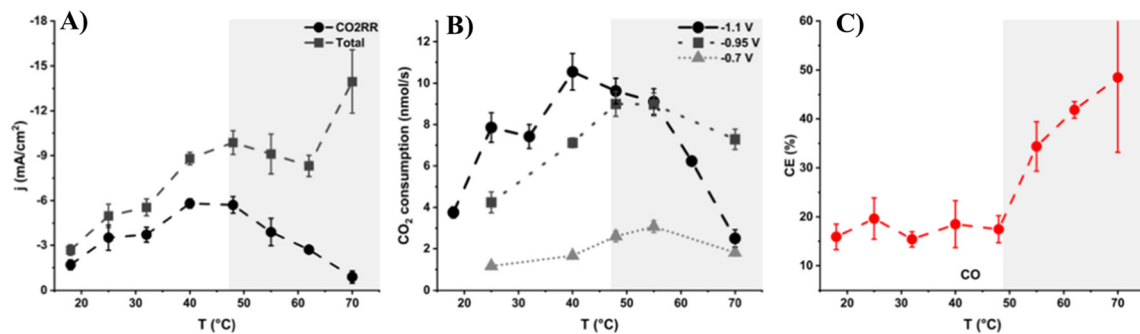 A)
-18
-15
-12
-9
-6
-3
0
j (mA/cm²)
CO2RR
Total
20 30 40 50 60 70
T (°C)
B)
12
10
8
6
4
2
0
CO₂ consumption (nmol/s)
-1.1 V
-0.95 V
-0.7 V
20 30 40 50 60 70
T (°C)
C)
60
50
40
30
20
10
CE (%)
CO
20 30 40 50 60 70
T (°C)